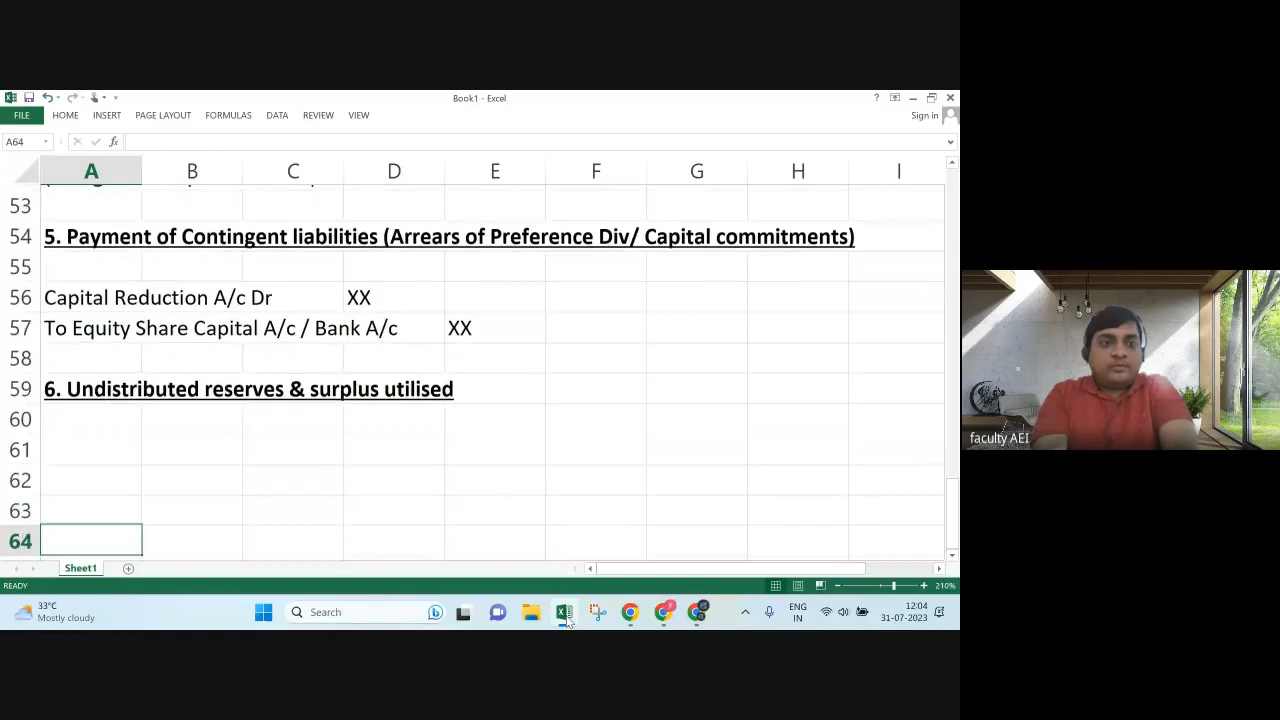 Book1 - Excel
?
FILE HOME INSERT PAGE LAYOUT FORMULAS DATA REVIEW VIEW Sign in
A64 fx
A B C D E F G H I
53
54 5. Payment of Contingent liabilities (Arrears of Preference Div/ Capital commitments)
55
56 Capital Reduction A/c Dr XX
57 To Equity Share Capital A/c / Bank A/c XX
58
59 6. Undistributed reserves & surplus utilised
60
61
62
63
64
Sheet1
READY 210%
33°C
Mostly cloudy
Search
ENG
IN
12:04
31-07-2023
faculty AEI